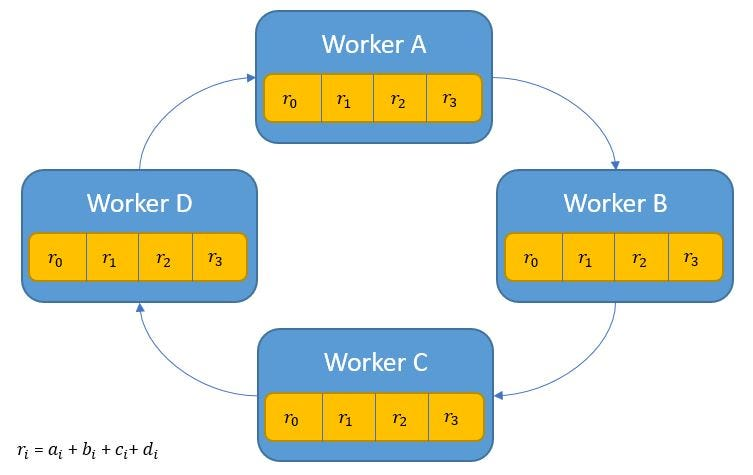 Worker A
r₀ r₁ r₂ r₃
Worker D
r₀ r₁ r₂ r₃
Worker B
r₀ r₁ r₂ r₃
Worker C
r₀ r₁ r₂ r₃
rᵢ = aᵢ + bᵢ + cᵢ+ dᵢ